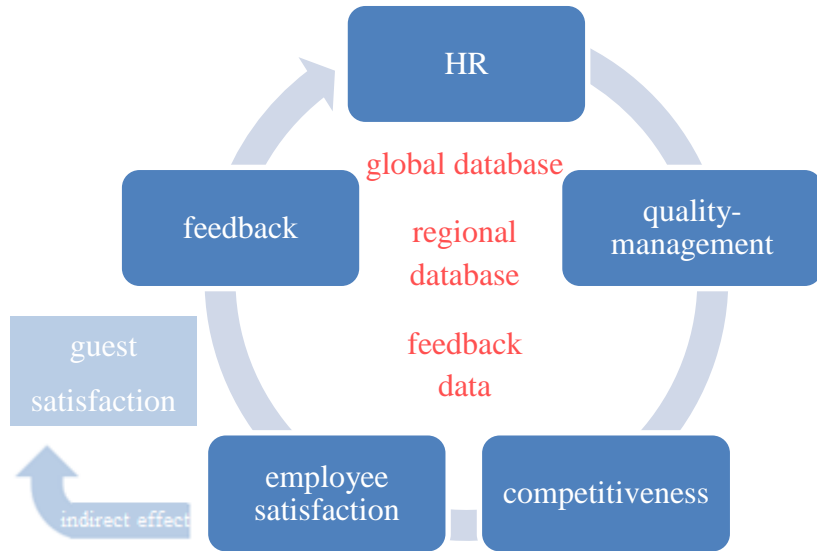 HR
global database
feedback
quality-
management
regional
database
guest
satisfaction
feedback
data
employee
satisfaction
competitiveness
indirect effect